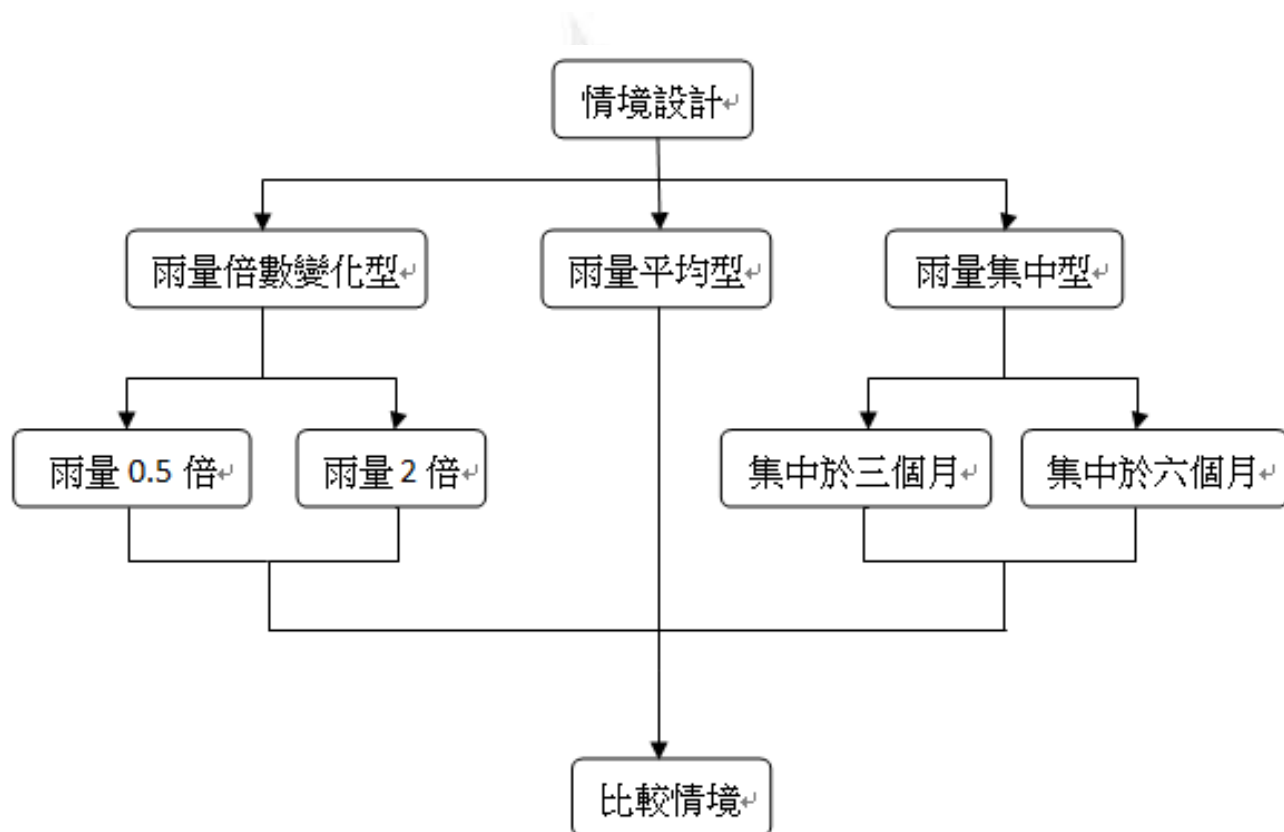 情境設計
雨量倍數變化型
雨量平均型
雨量集中型
雨量 0.5 倍
雨量 2 倍
集中於三個月
集中於六個月
比較情境